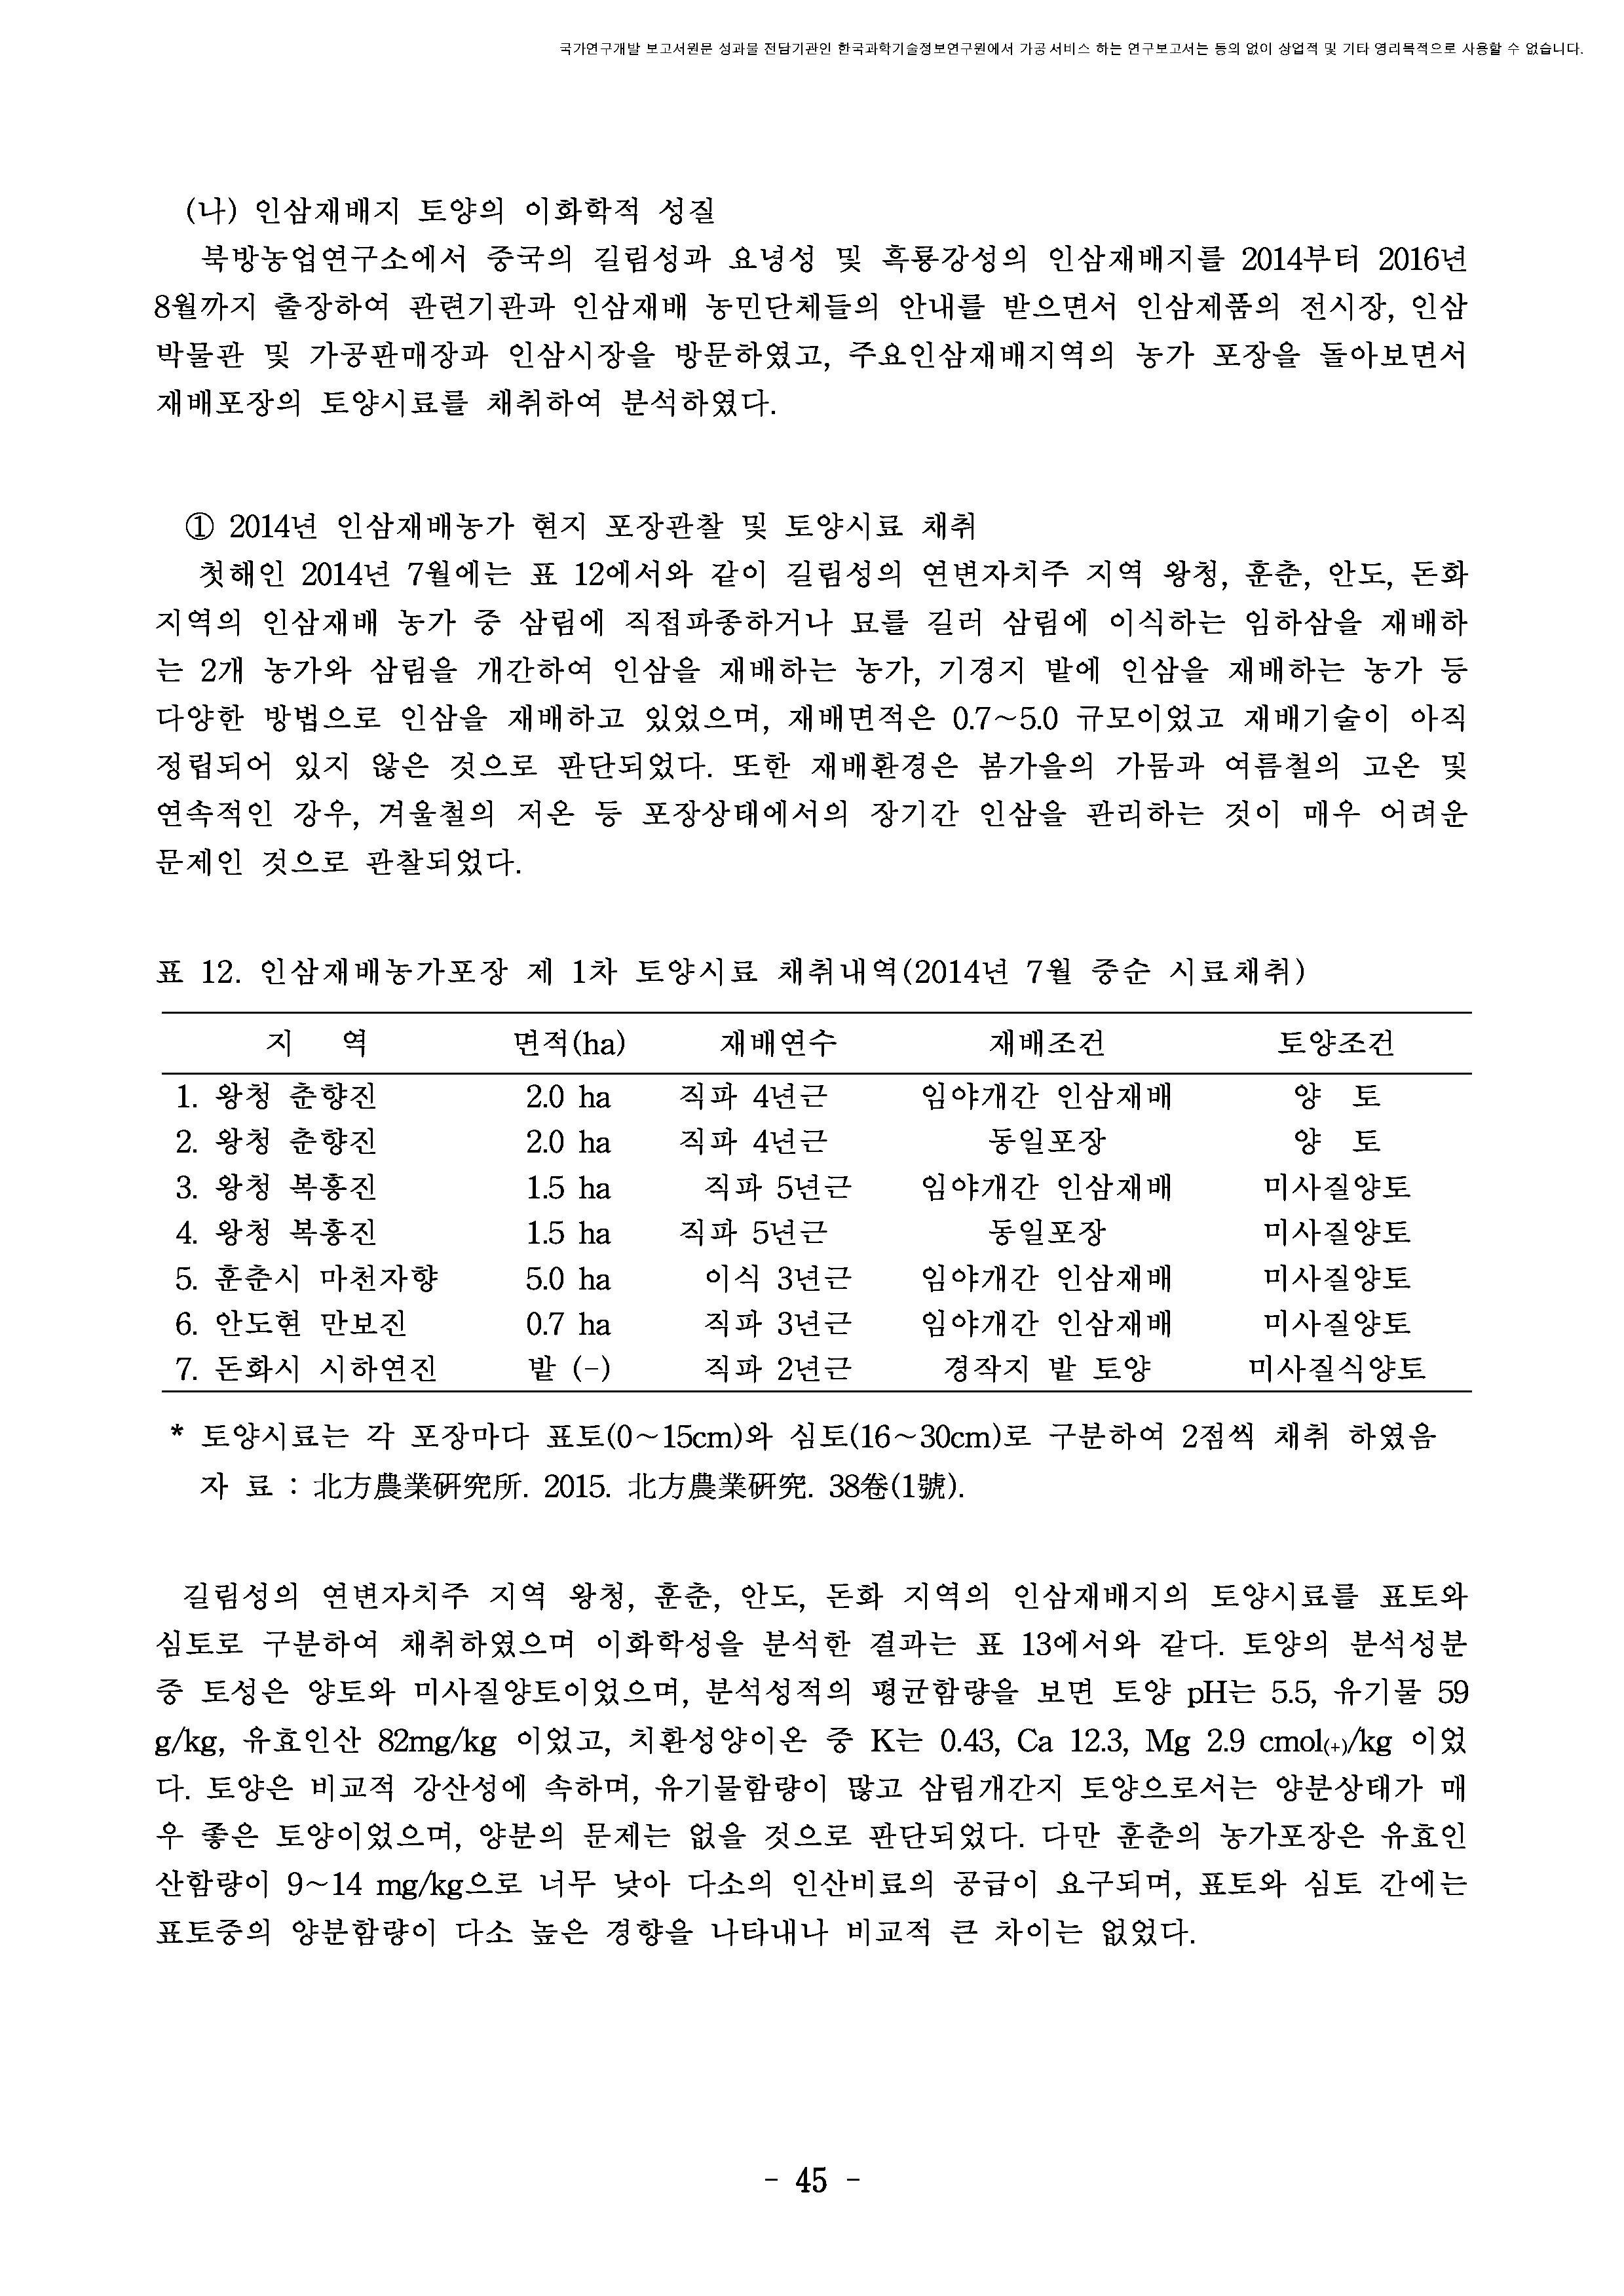 국가연구개발 보고서원문 성과물 전담기관인 한국과학기술정보연구원에서 가공·서비스 하는 연구보고서는 동의 없이 상업적 및 기타 영리목적으로 사용할 수 없습니다.
(나) 인삼재배지 토양의 이화학적 성질
북방농업연구소에서 중국의 길림성과 요녕성 및 흑룡강성의 인삼재배지를 2014부터 2016년
8월까지 출장하여 관련기관과 인삼재배 농민단체들의 안내를 받으면서 인삼제품의 전시장, 인삼
박물관 및 가공판매장과 인삼시장을 방문하였고, 주요인삼재배지역의 농가 포장을 돌아보면서
재배포장의 토양시료를 채취하여 분석하였다.
① 2014년 인삼재배농가 현지 포장관찰 및 토양시료 채취
첫해인 2014년 7월에는 표 12에서와 같이 길림성의 연변자치주 지역 왕청, 훈춘, 안도, 돈화
지역의 인삼재배 농가 중 삼림에 직접파종하거나 묘를 길러 삼림에 이식하는 임하삼을 재배하
는 2개 농가와 삼림을 개간하여 인삼을 재배하는 농가, 기경지 밭에 인삼을 재배하는 농가 등
다양한 방법으로 인삼을 재배하고 있었으며, 재배면적은 0.7~5.0 규모이었고 재배기술이 아직
정립되어 있지 않은 것으로 판단되었다. 또한 재배환경은 봄가을의 가뭄과 여름철의 고온 및
연속적인 강우, 겨울철의 저온 등 포장상태에서의 장기간 인삼을 관리하는 것이 매우 어려운
문제인 것으로 관찰되었다.
표 12. 인삼재배농가포장 제 1차 토양시료 채취내역(2014년 7월 중순 시료채취)
지 역 면적(ha) 재배연수 재배조건 토양조건
1. 왕청 춘향진 2.0 ha 직파 4년근 임야개간 인삼재배 양 토
2. 왕청 춘향진 2.0 ha 직파 4년근 동일포장 양 토
3. 왕청 복흥진 1.5 ha 직파 5년근 임야개간 인삼재배 미사질양토
4. 왕청 복흥진 1.5 ha 직파 5년근 동일포장 미사질양토
5. 훈춘시 마천자향 5.0 ha 이식 3년근 임야개간 인삼재배 미사질양토
6. 안도현 만보진 0.7 ha 직파 3년근 임야개간 인삼재배 미사질양토
7. 돈화시 시하연진 밭 (-) 직파 2년근 경작지 밭 토양 미사질식양토
* 토양시료는 각 포장마다 표토(0~15cm)와 심토(16~30cm)로 구분하여 2점씩 채취 하였음
자 료 : 北方農業硏究所. 2015. 北方農業硏究. 38卷(1號).
길림성의 연변자치주 지역 왕청, 훈춘, 안도, 돈화 지역의 인삼재배지의 토양시료를 표토와
심토로 구분하여 채취하였으며 이화학성을 분석한 결과는 표 13에서와 같다. 토양의 분석성분
중 토성은 양토와 미사질양토이었으며, 분석성적의 평균함량을 보면 토양 pH는 5.5, 유기물 59
g/kg, 유효인산 82mg/kg 이었고, 치환성양이온 중 K는 0.43, Ca 12.3, Mg 2.9 cmol(+)/kg 이었
다. 토양은 비교적 강산성에 속하며, 유기물함량이 많고 삼림개간지 토양으로서는 양분상태가 매
우 좋은 토양이었으며, 양분의 문제는 없을 것으로 판단되었다. 다만 훈춘의 농가포장은 유효인
산함량이 9~14 mg/kg으로 너무 낮아 다소의 인산비료의 공급이 요구되며, 표토와 심토 간에는
표토중의 양분함량이 다소 높은 경향을 나타내나 비교적 큰 차이는 없었다.
- 45 -